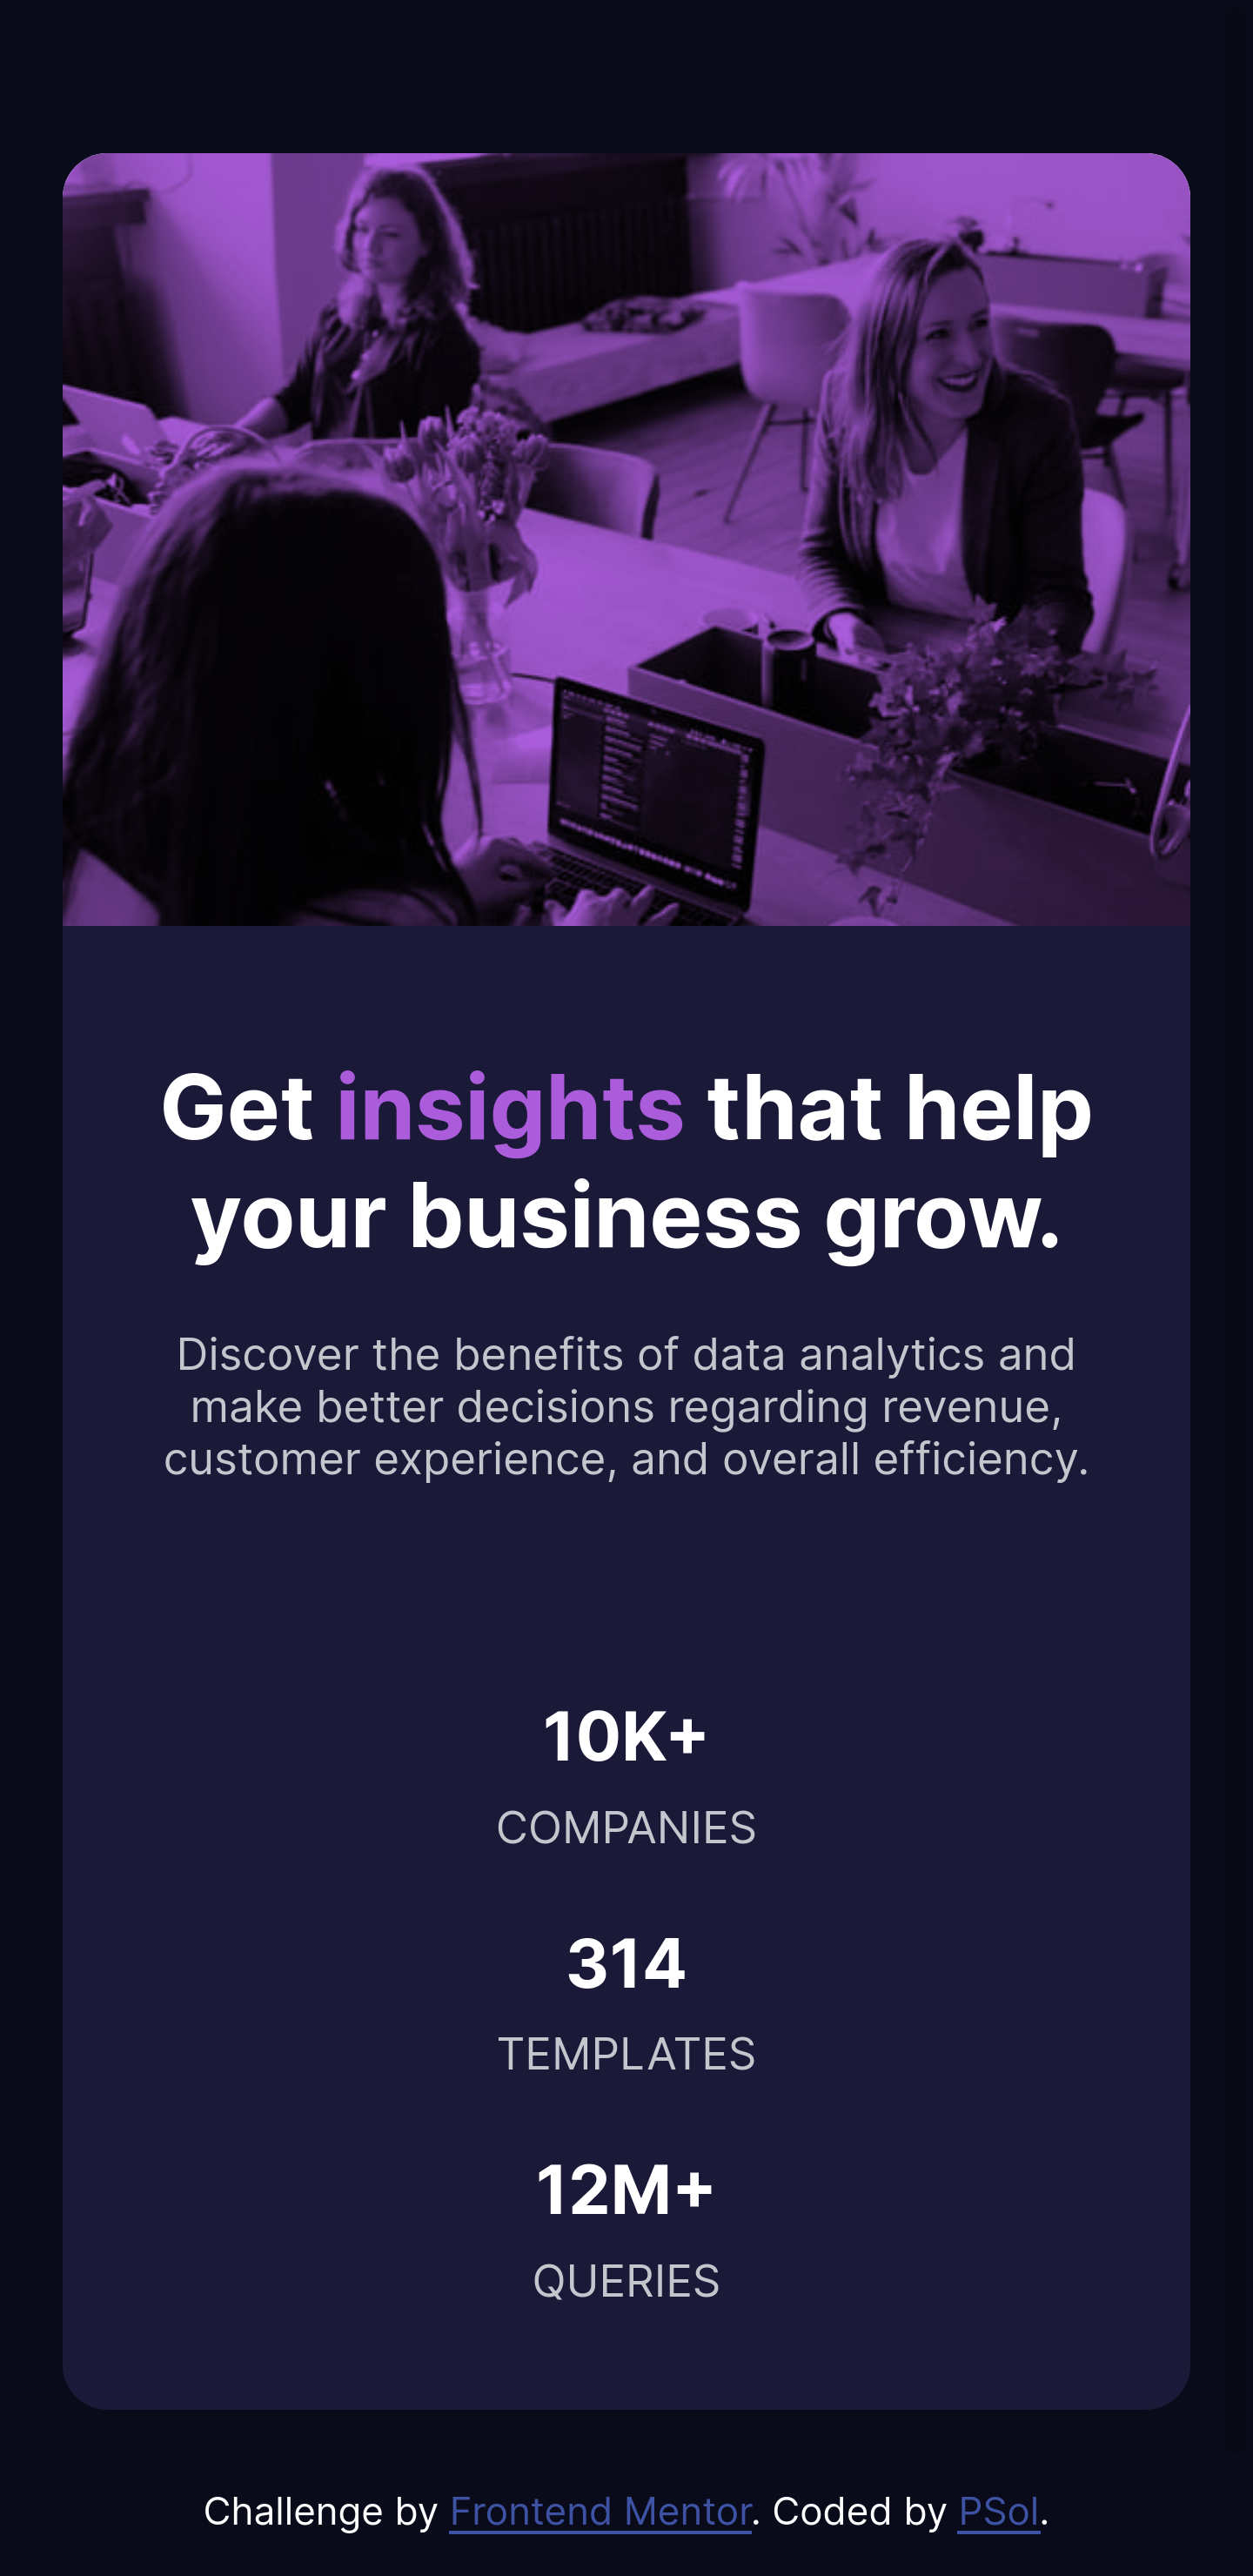 Get insights that help
your business grow.
Discover the benefits of data analytics and
make better decisions regarding revenue,
customer experience, and overall efficiency.
10K+
COMPANIES
314
TEMPLATES
12M+
QUERIES
Challenge by Frontend Mentor. Coded by PSol.